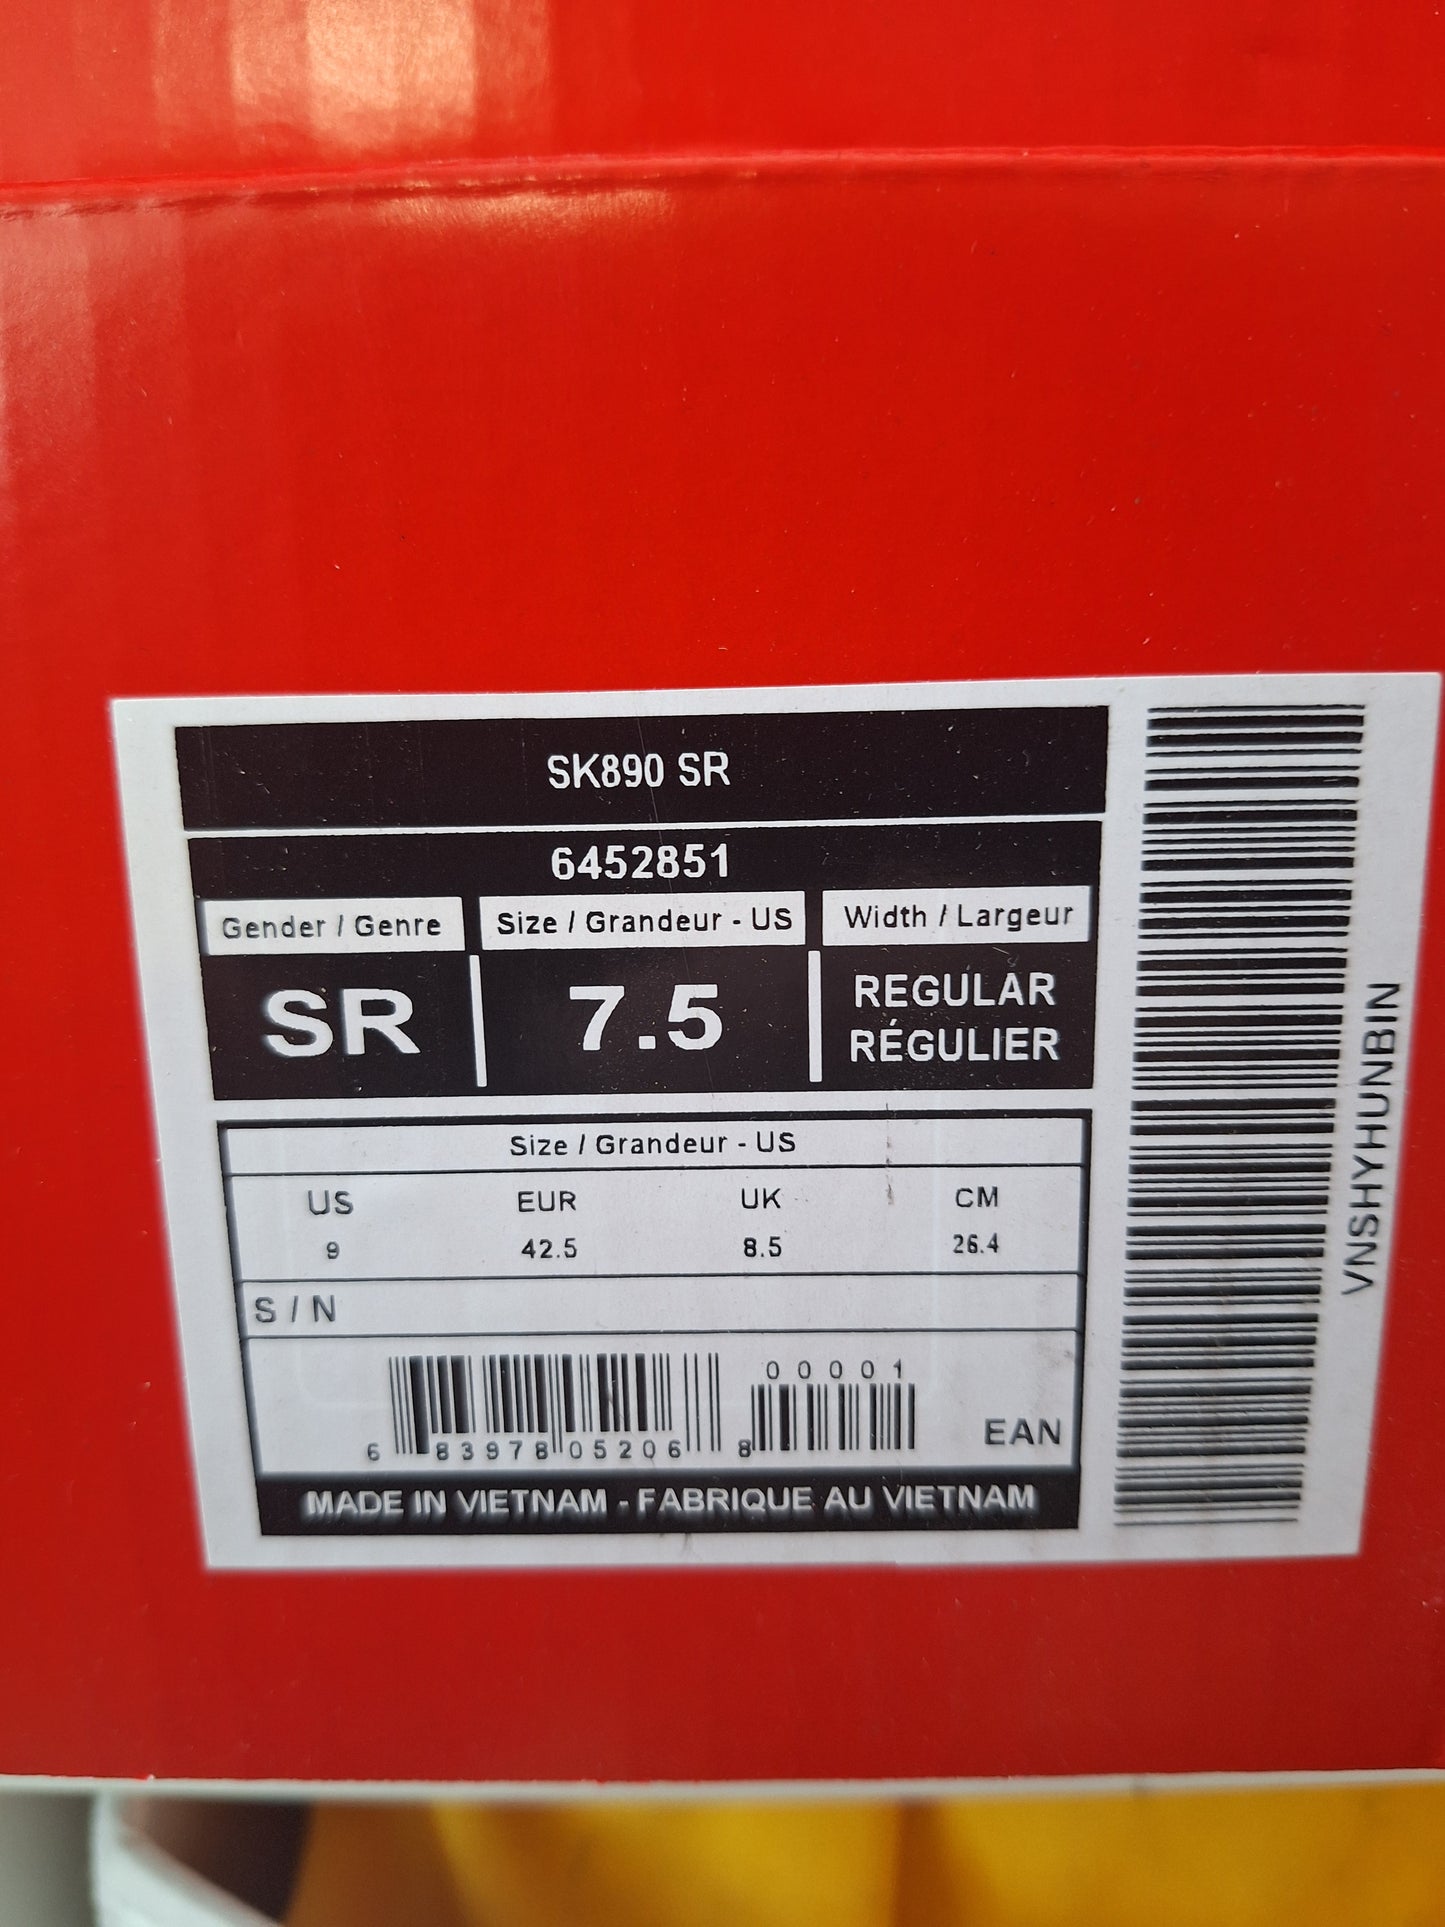 SK890 SR
6452851
Gender / Genre
Size / Grandeur - US
Width / Largeur
SR
7.5
REGULAR
RÉGULIER
Size / Grandeur - US
US EUR UK CM
9 42.5 8.5 26.4
S / N
00001
6 83978 05206 8
EAN
MADE IN VIETNAM - FABRIQUE AU VIETNAM
VNSHYHUNBIN